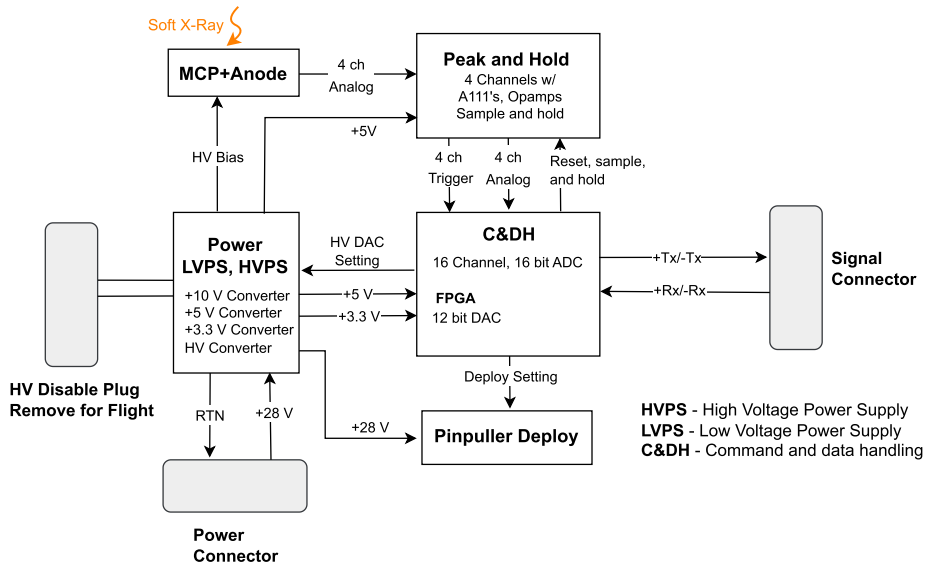 Soft X-Ray
MCP+Anode
4 ch
Analog
Peak and Hold
4 Channels w/
A111's, Opamps
Sample and hold
+5V
HV Bias
4 ch
Trigger
4 ch
Analog
Reset, sample,
and hold
Power
LVPS, HVPS
+10 V Converter
+5 V Converter
+3.3 V Converter
HV Converter
HV DAC
Setting
+5 V
+3.3 V
C&DH
16 Channel, 16 bit ADC
FPGA
12 bit DAC
+Tx/-Tx
+Rx/-Rx
Signal
Connector
HV Disable Plug
Remove for Flight
RTN
+28 V
+28 V
Deploy Setting
Pinpuller Deploy
Power
Connector
HVPS - High Voltage Power Supply
LVPS - Low Voltage Power Supply
C&DH - Command and data handling